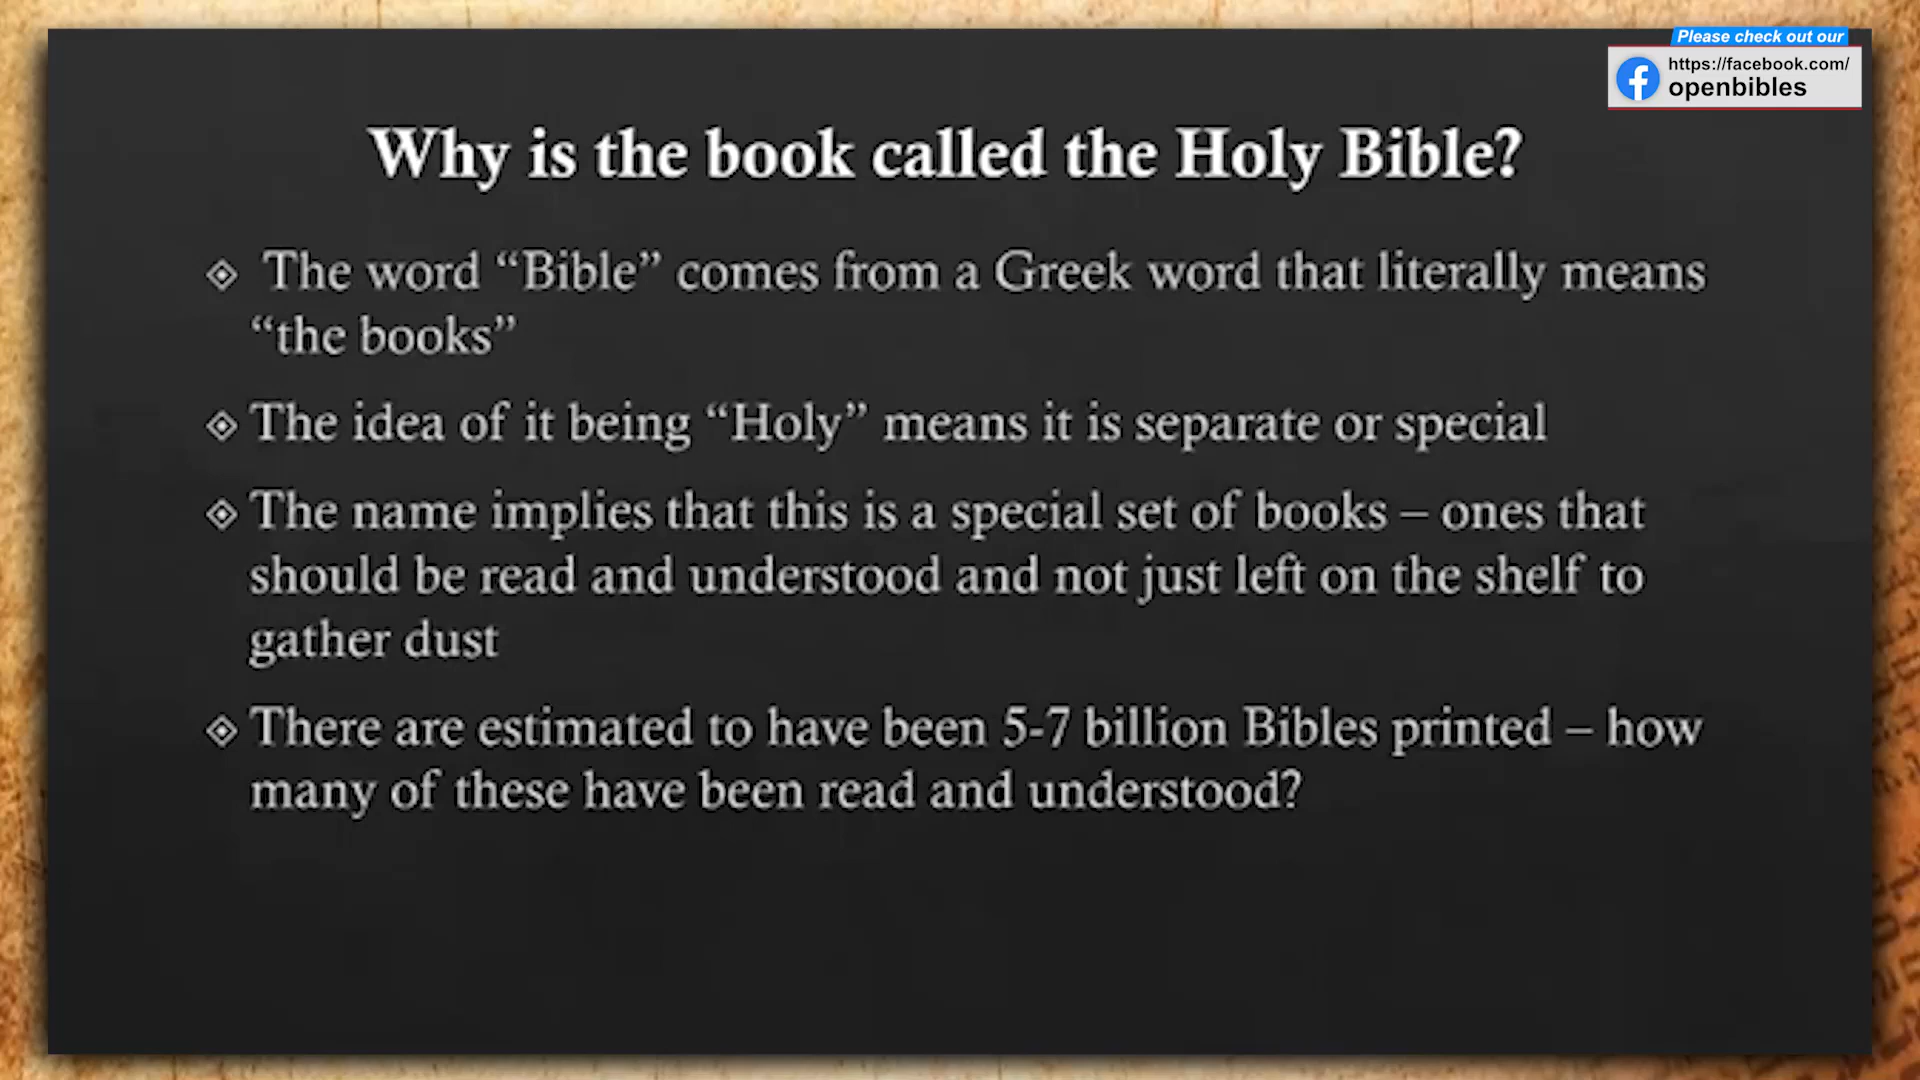 Please check out our
https://facebook.com/
openbibles
Why is the book called the Holy Bible?
The word “Bible” comes from a Greek word that literally means
“the books”
The idea of it being “Holy” means it is separate or special
The name implies that this is a special set of books – ones that
should be read and understood and not just left on the shelf to
gather dust
There are estimated to have been 5-7 billion Bibles printed – how
many of these have been read and understood?